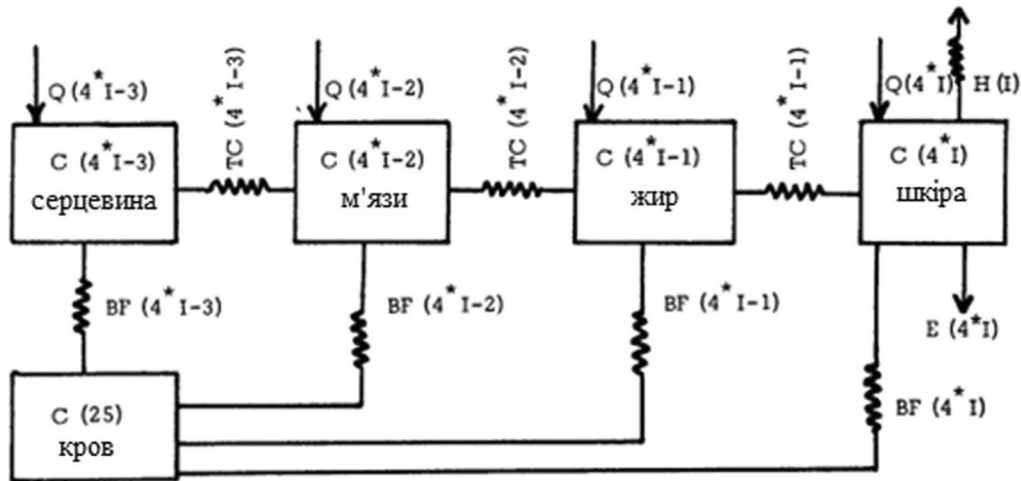 Q (4*I-3)
TC (4*I-3)
Q (4*I-2)
TC (4*I-2)
Q (4*I-1)
TC (4*I-1)
Q(4*I)
H (I)
C (4*I-3)
серцевина
C (4*I-2)
м'язи
C (4*I-1)
жир
C (4*I)
шкіра
BF (4*I-3)
BF (4*I-2)
BF (4*I-1)
E (4*I)
BF (4*I)
C (25)
кров